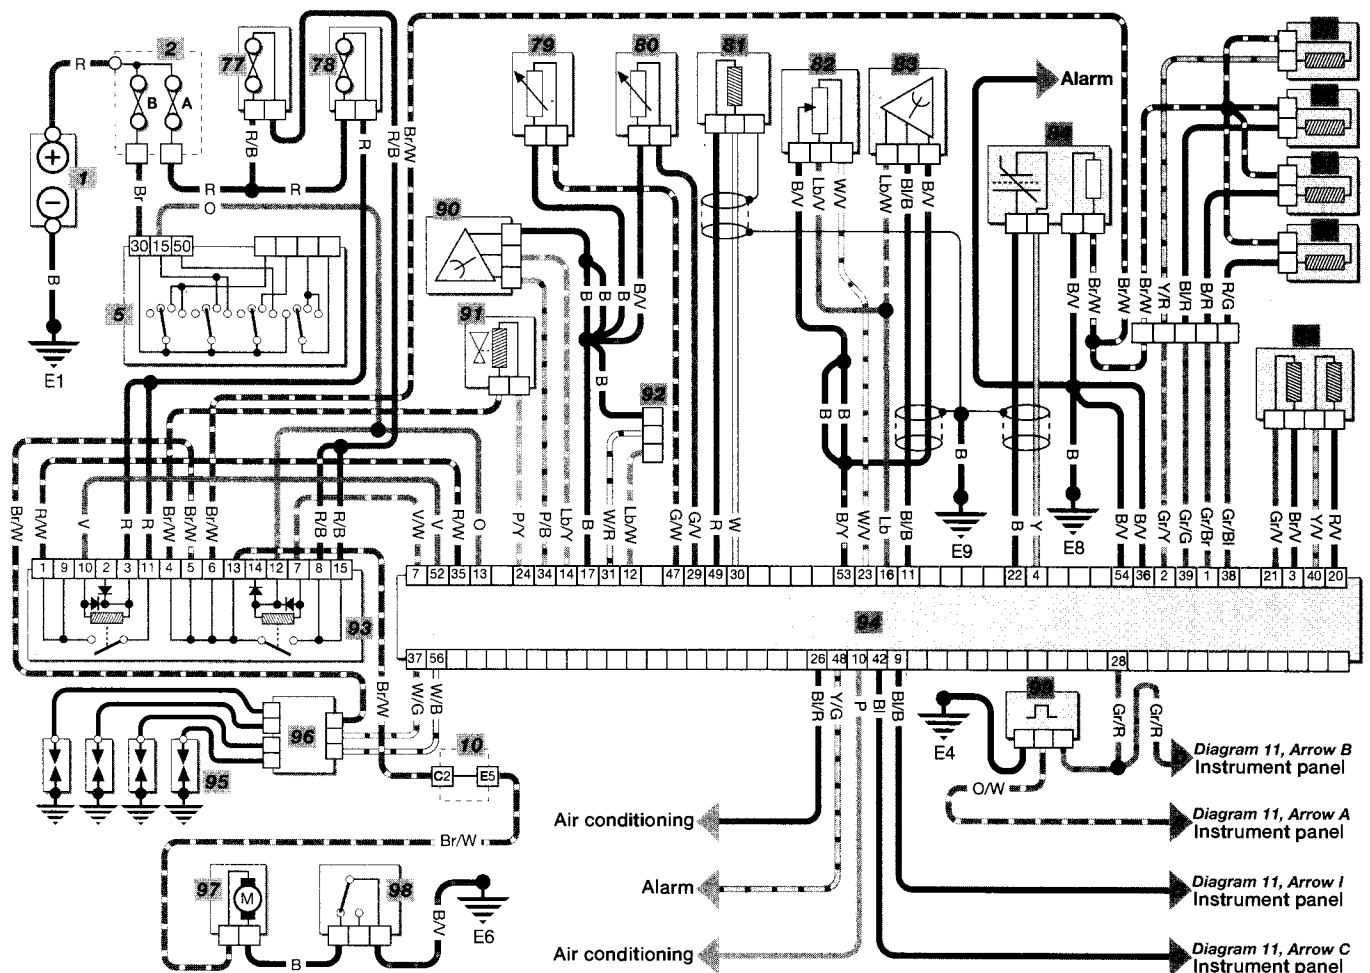 2
77
78
79
80
81
82
83
Alarm
R
B
A
1
R/B
R
R/B
Br/W
R
O
Br
30 15 50
5
B
E1
90
91
92
B
B
B
B/V
B
B/V
Lb/V
W/V
Lb/W
Bl/B
B/V
B
B
B
E9
B/V
Br/W
Br/W
Br/W
Y/R
Bl/R
B/R
R/G
B
E8
Br/W
R/W
V
R
R
Br/W
B/W
Br/W
R/B
R/B
V/W
V
R/W
O
P/Y
P/B
Lb/Y
B
W/R
Lb/W
G/W
G/V
R
W
B/Y
W/V
Lb
Bl/B
B
Y
B/V
B/V
Gr/Y
Gr/G
Gr/Br
Gr/Bl
Gr/V
Br/V
Y/V
R/V
1 9 10 2 3 11 4 5 6 13 14 12 7 8 15
7 52 35 13 24 34 14 17 31 12 47 29 49 30 53 23 16 11 22 4 54 36 2 39 1 38 21 3 40 20
93
94
37 56 26 48 10 42 9 28
Br/W
W/G
W/B
Bl/R
Y/G
P
Bl
Bl/B
Gr/R
Gr/R
96
95
10
C2 E5
E4
O/W
Diagram 11, Arrow B
Instrument panel
Air conditioning
Diagram 11, Arrow A
Instrument panel
Br/W
97
M
98
B
B/V
E6
Alarm
Diagram 11, Arrow I
Instrument panel
Air conditioning
Diagram 11, Arrow C
Instrument panel